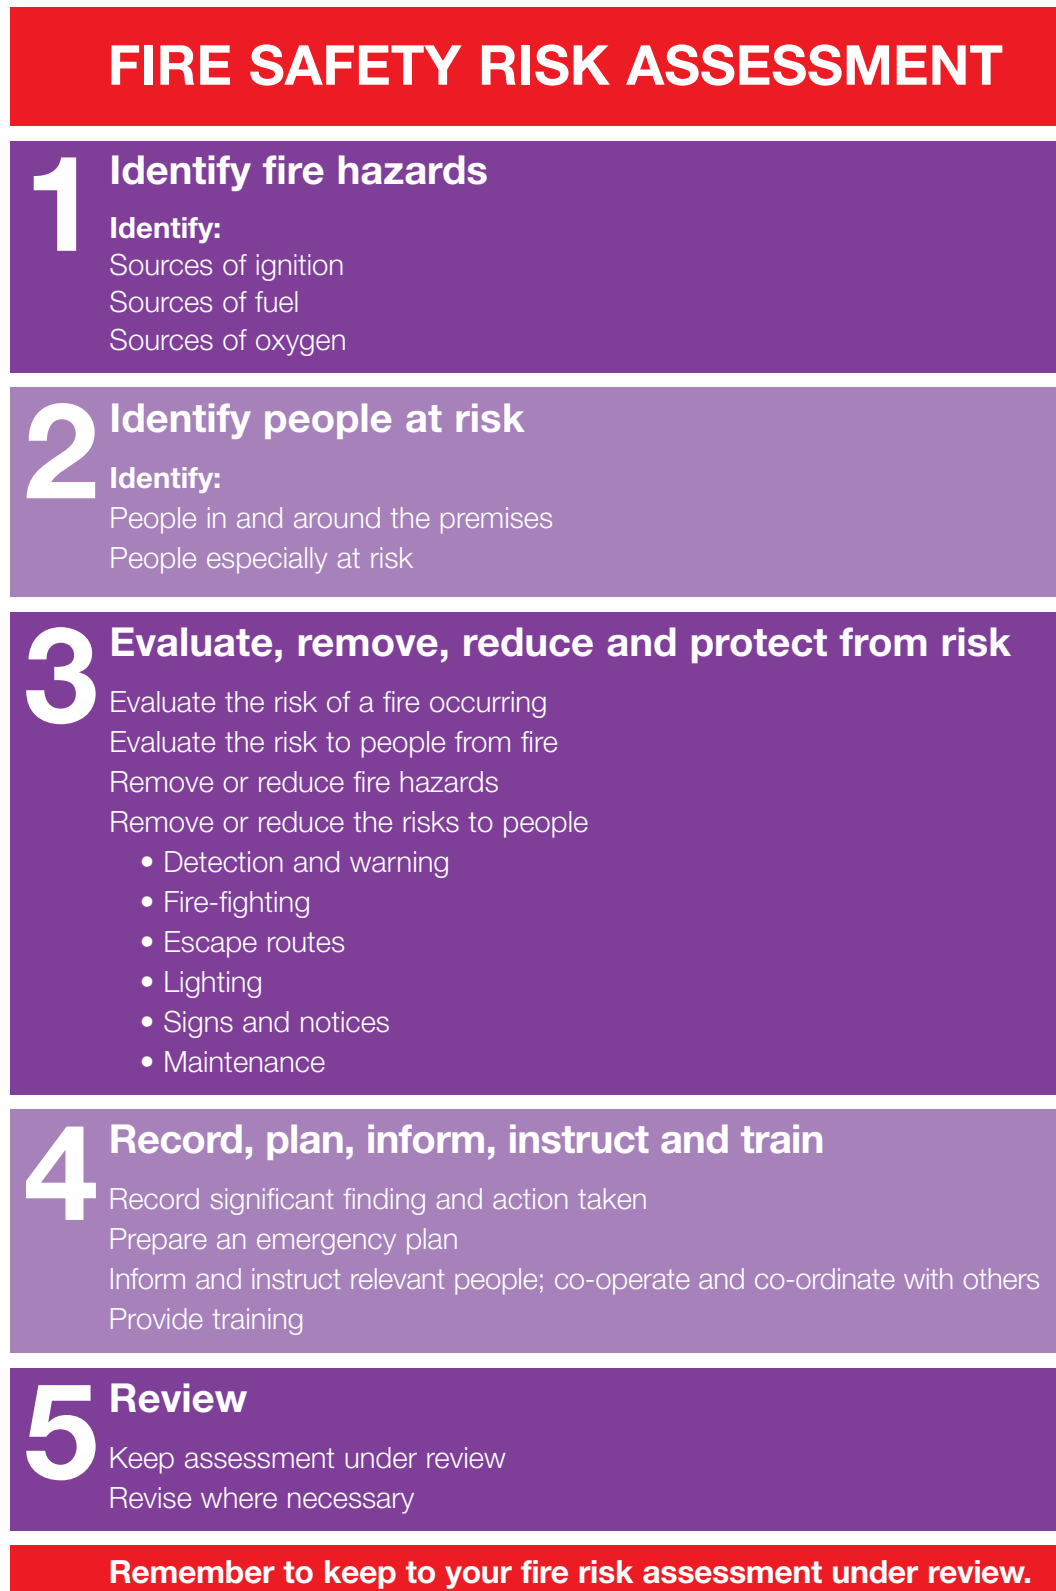 FIRE SAFETY RISK ASSESSMENT
1 Identify fire hazards
Identify:
Sources of ignition
Sources of fuel
Sources of oxygen
2 Identify people at risk
Identify:
People in and around the premises
People especially at risk
3 Evaluate, remove, reduce and protect from risk
Evaluate the risk of a fire occurring
Evaluate the risk to people from fire
Remove or reduce fire hazards
Remove or reduce the risks to people
• Detection and warning
• Fire-fighting
• Escape routes
• Lighting
• Signs and notices
• Maintenance
4 Record, plan, inform, instruct and train
Record significant finding and action taken
Prepare an emergency plan
Inform and instruct relevant people; co-operate and co-ordinate with others
Provide training
5 Review
Keep assessment under review
Revise where necessary
Remember to keep to your fire risk assessment under review.